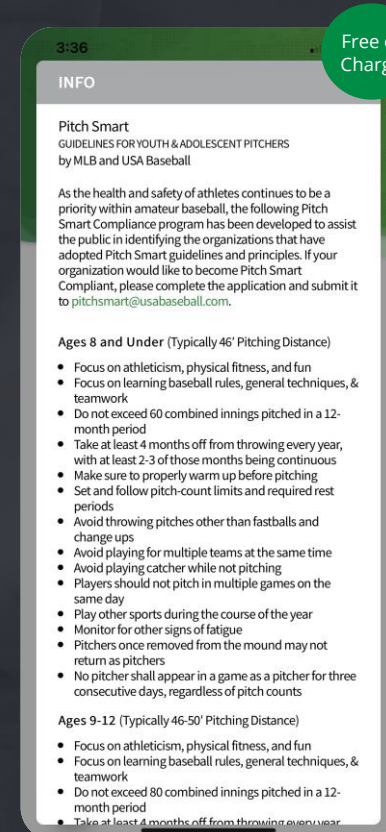 3:36
Free
INFO
Pitch Smart
GUIDELINES FOR YOUTH & ADOLESCENT PITCHERS
by MLB and USA Baseball
As the health and safety of athletes continues to be a
priority within amateur baseball, the following Pitch
Smart Compliance program has been developed to assist
the public in identifying the organizations that have
adopted Pitch Smart guidelines and principles. If your
organization would like to become Pitch Smart
Compliant, please complete the application and submit it
to pitchsmart@usabaseball.com.
Ages 8 and Under (Typically 46' Pitching Distance)
• Focus on athleticism, physical fitness, and fun
• Focus on learning baseball rules, general techniques, &
teamwork
• Do not exceed 60 combined innings pitched in a 12-
month period
• Take at least 4 months off from throwing every year,
with at least 2-3 of those months being continuous
• Make sure to properly warm up before pitching
• Set and follow pitch-count limits and required rest
periods
• Avoid throwing pitches other than fastballs and
change ups
• Avoid playing for multiple teams at the same time
• Avoid playing catcher while not pitching
• Players should not pitch in multiple games on the
same day
• Play other sports during the course of the year
• Monitor for other signs of fatigue
• Pitchers once removed from the mound may not
return as pitchers
• No pitcher shall appear in a game as a pitcher for three
consecutive days, regardless of pitch counts
Ages 9-12 (Typically 46-50' Pitching Distance)
• Focus on athleticism, physical fitness, and fun
• Focus on learning baseball rules, general techniques, &
teamwork
• Do not exceed 80 combined innings pitched in a 12-
month period
• Take at least 4 months off from throwing every year